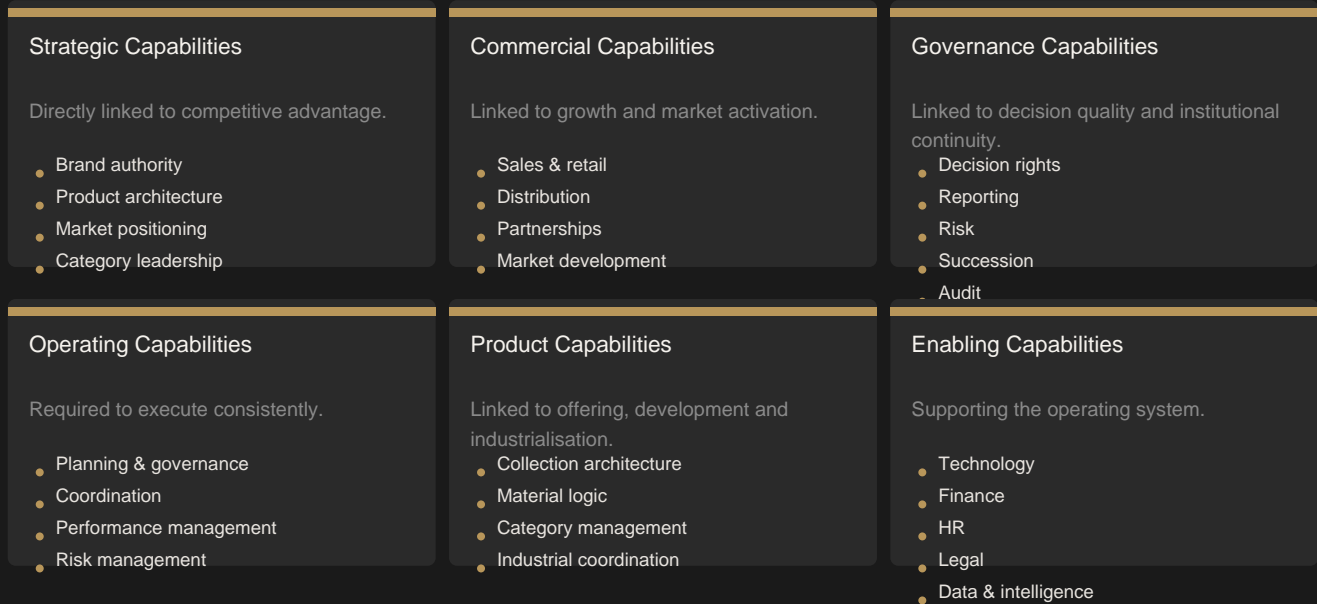 Strategic Capabilities
Directly linked to competitive advantage.
Brand authority
Product architecture
Market positioning
Category leadership
Commercial Capabilities
Linked to growth and market activation.
Sales & retail
Distribution
Partnerships
Market development
Governance Capabilities
Linked to decision quality and institutional
continuity.
Decision rights
Reporting
Risk
Succession
Audit
Operating Capabilities
Required to execute consistently.
Planning & governance
Coordination
Performance management
Risk management
Product Capabilities
Linked to offering, development and
industrialisation.
Collection architecture
Material logic
Category management
Industrial coordination
Enabling Capabilities
Supporting the operating system.
Technology
Finance
HR
Legal
Data & intelligence